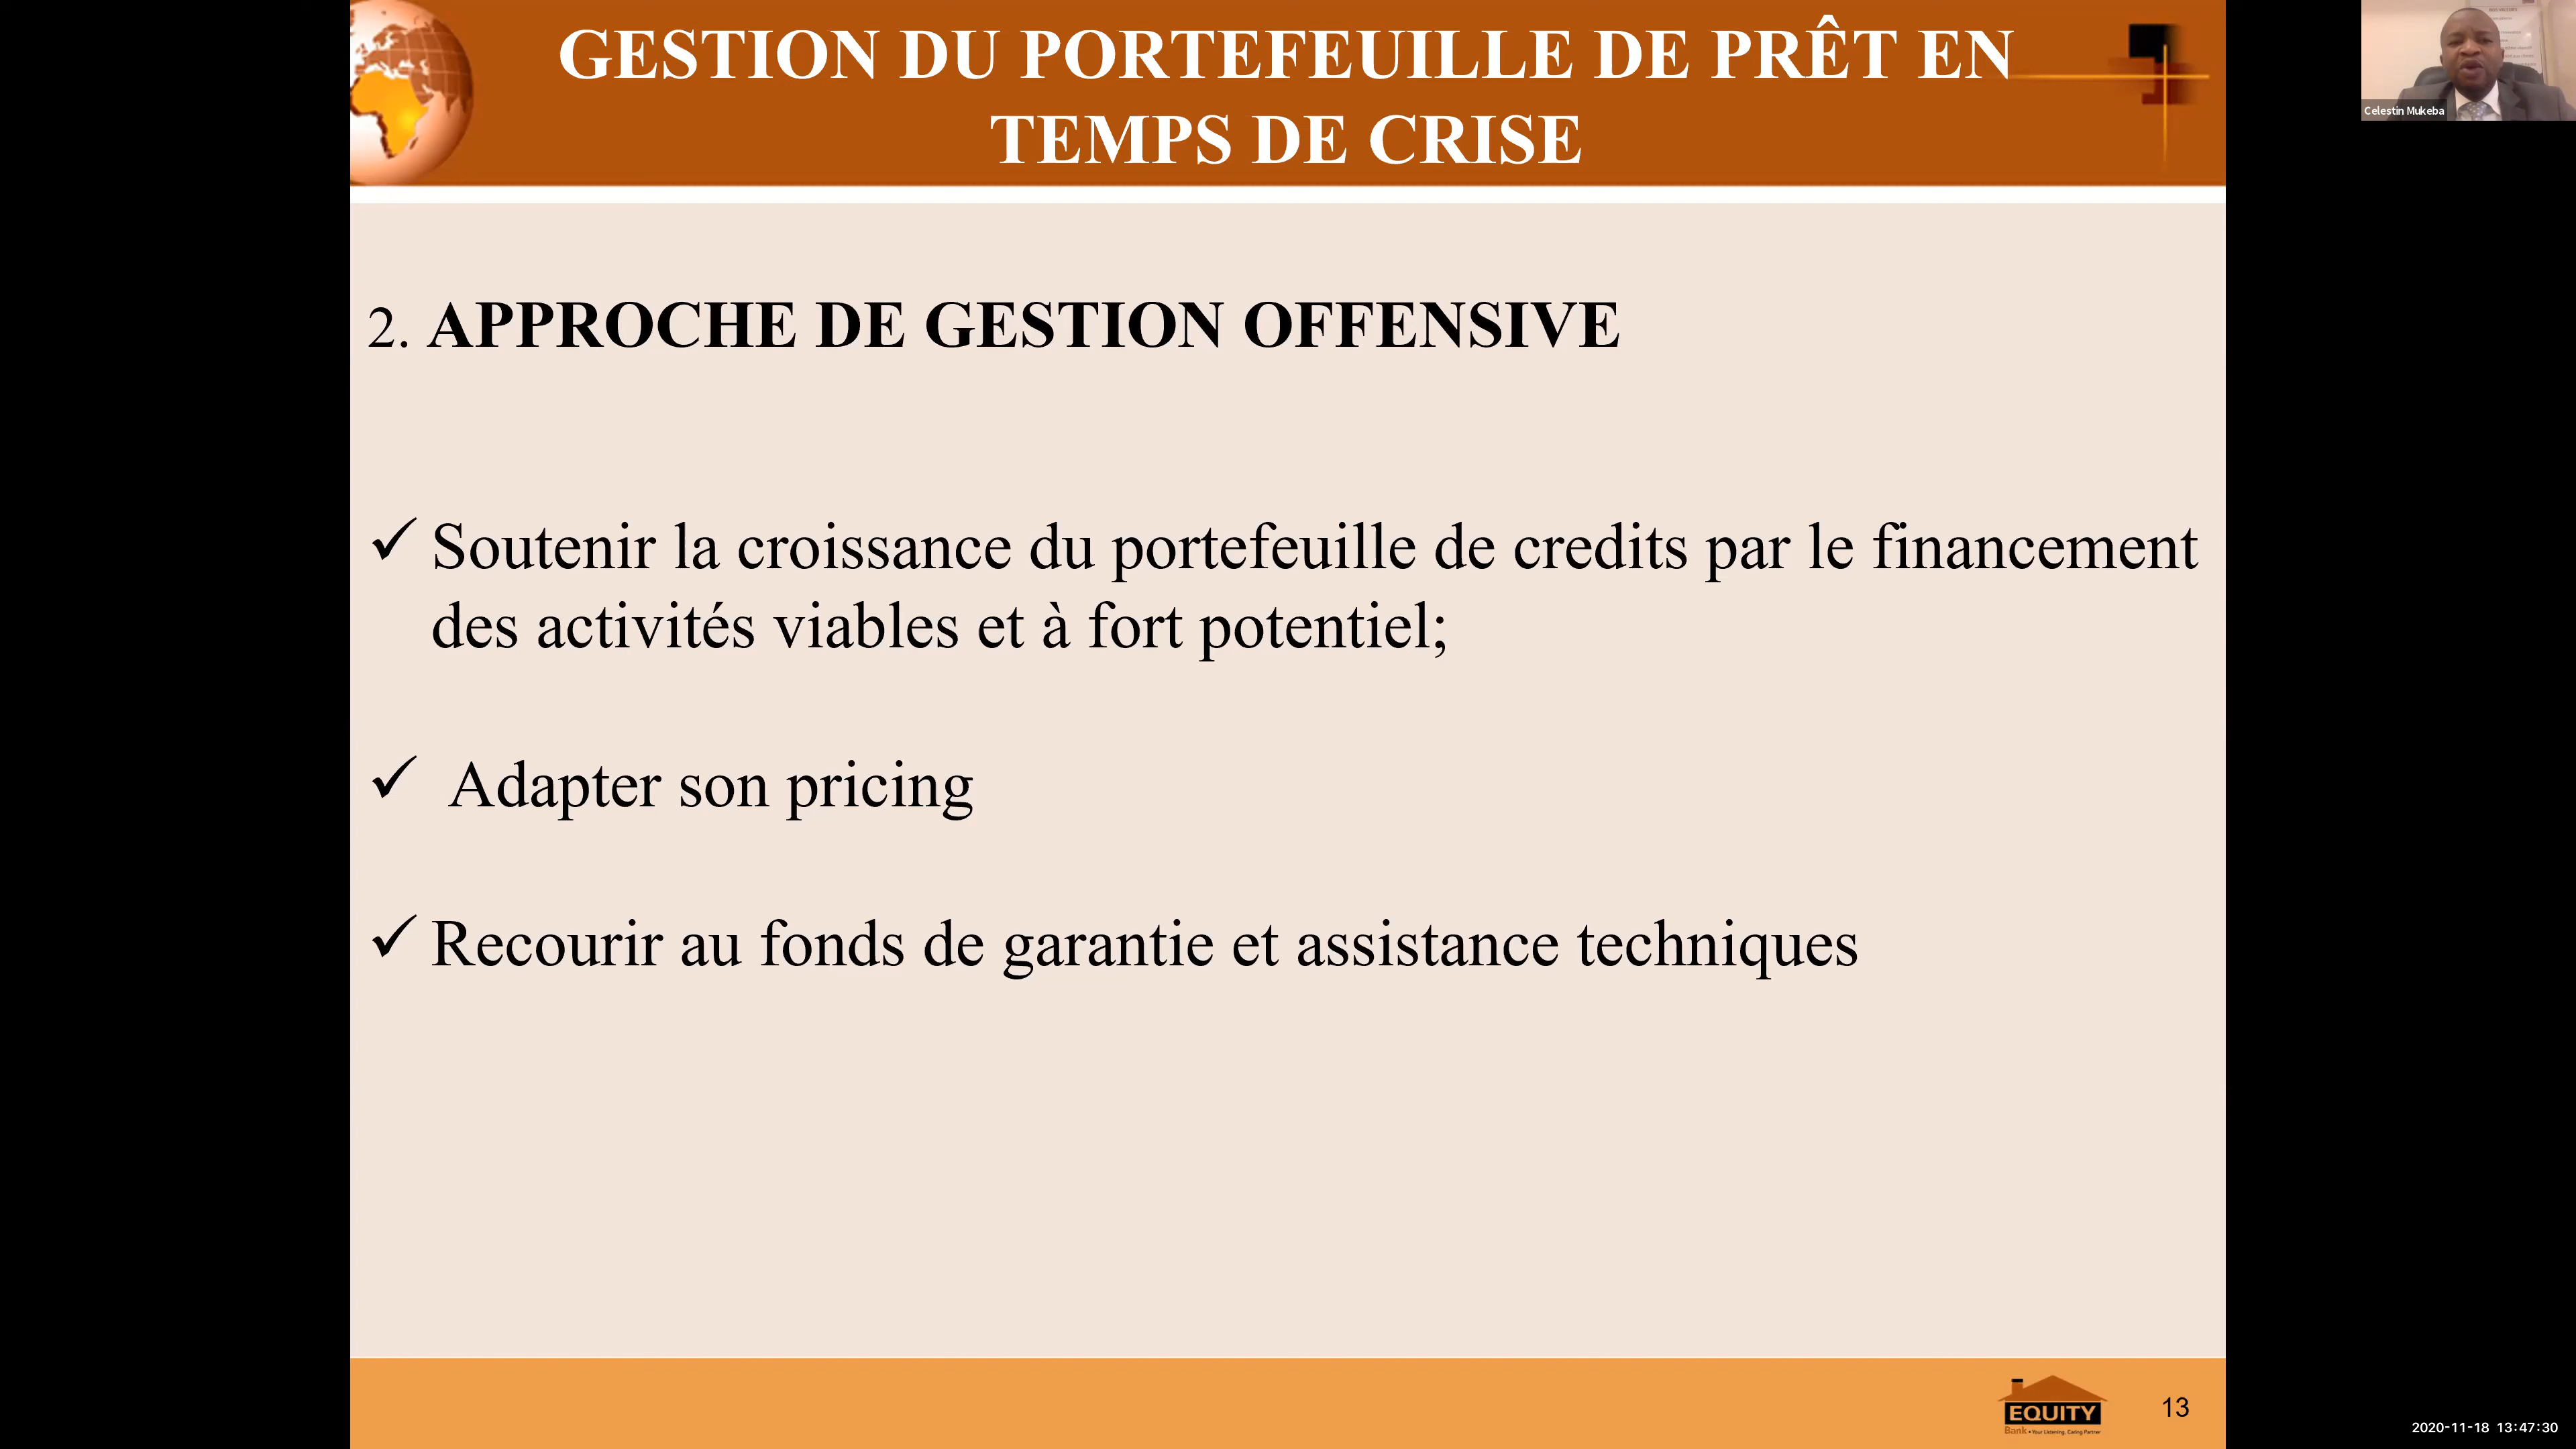 GESTION DU PORTEFEUILLE DE PRÊT EN
TEMPS DE CRISE
Celestin Mukeba
2. APPROCHE DE GESTION OFFENSIVE
✓ Soutenir la croissance du portefeuille de credits par le financement
des activités viables et à fort potentiel;
✓ Adapter son pricing
✓ Recourir au fonds de garantie et assistance techniques
EQUITY
Bank • Your Listening, Caring Partner
13
2020-11-18 13:47:30